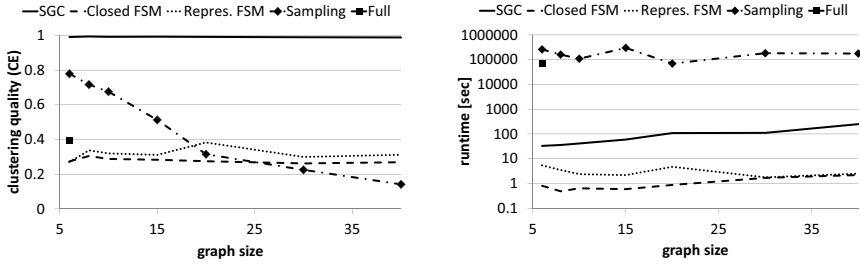 SGC Closed FSM Repres. FSM Sampling Full
clustering quality (CE)
1
0.8
0.6
0.4
0.2
0
5 15 25 35
graph size
SGC Closed FSM Repres. FSM Sampling Full
runtime [sec]
1000000
100000
10000
1000
100
10
1
0.1
5 15 25 35
graph size